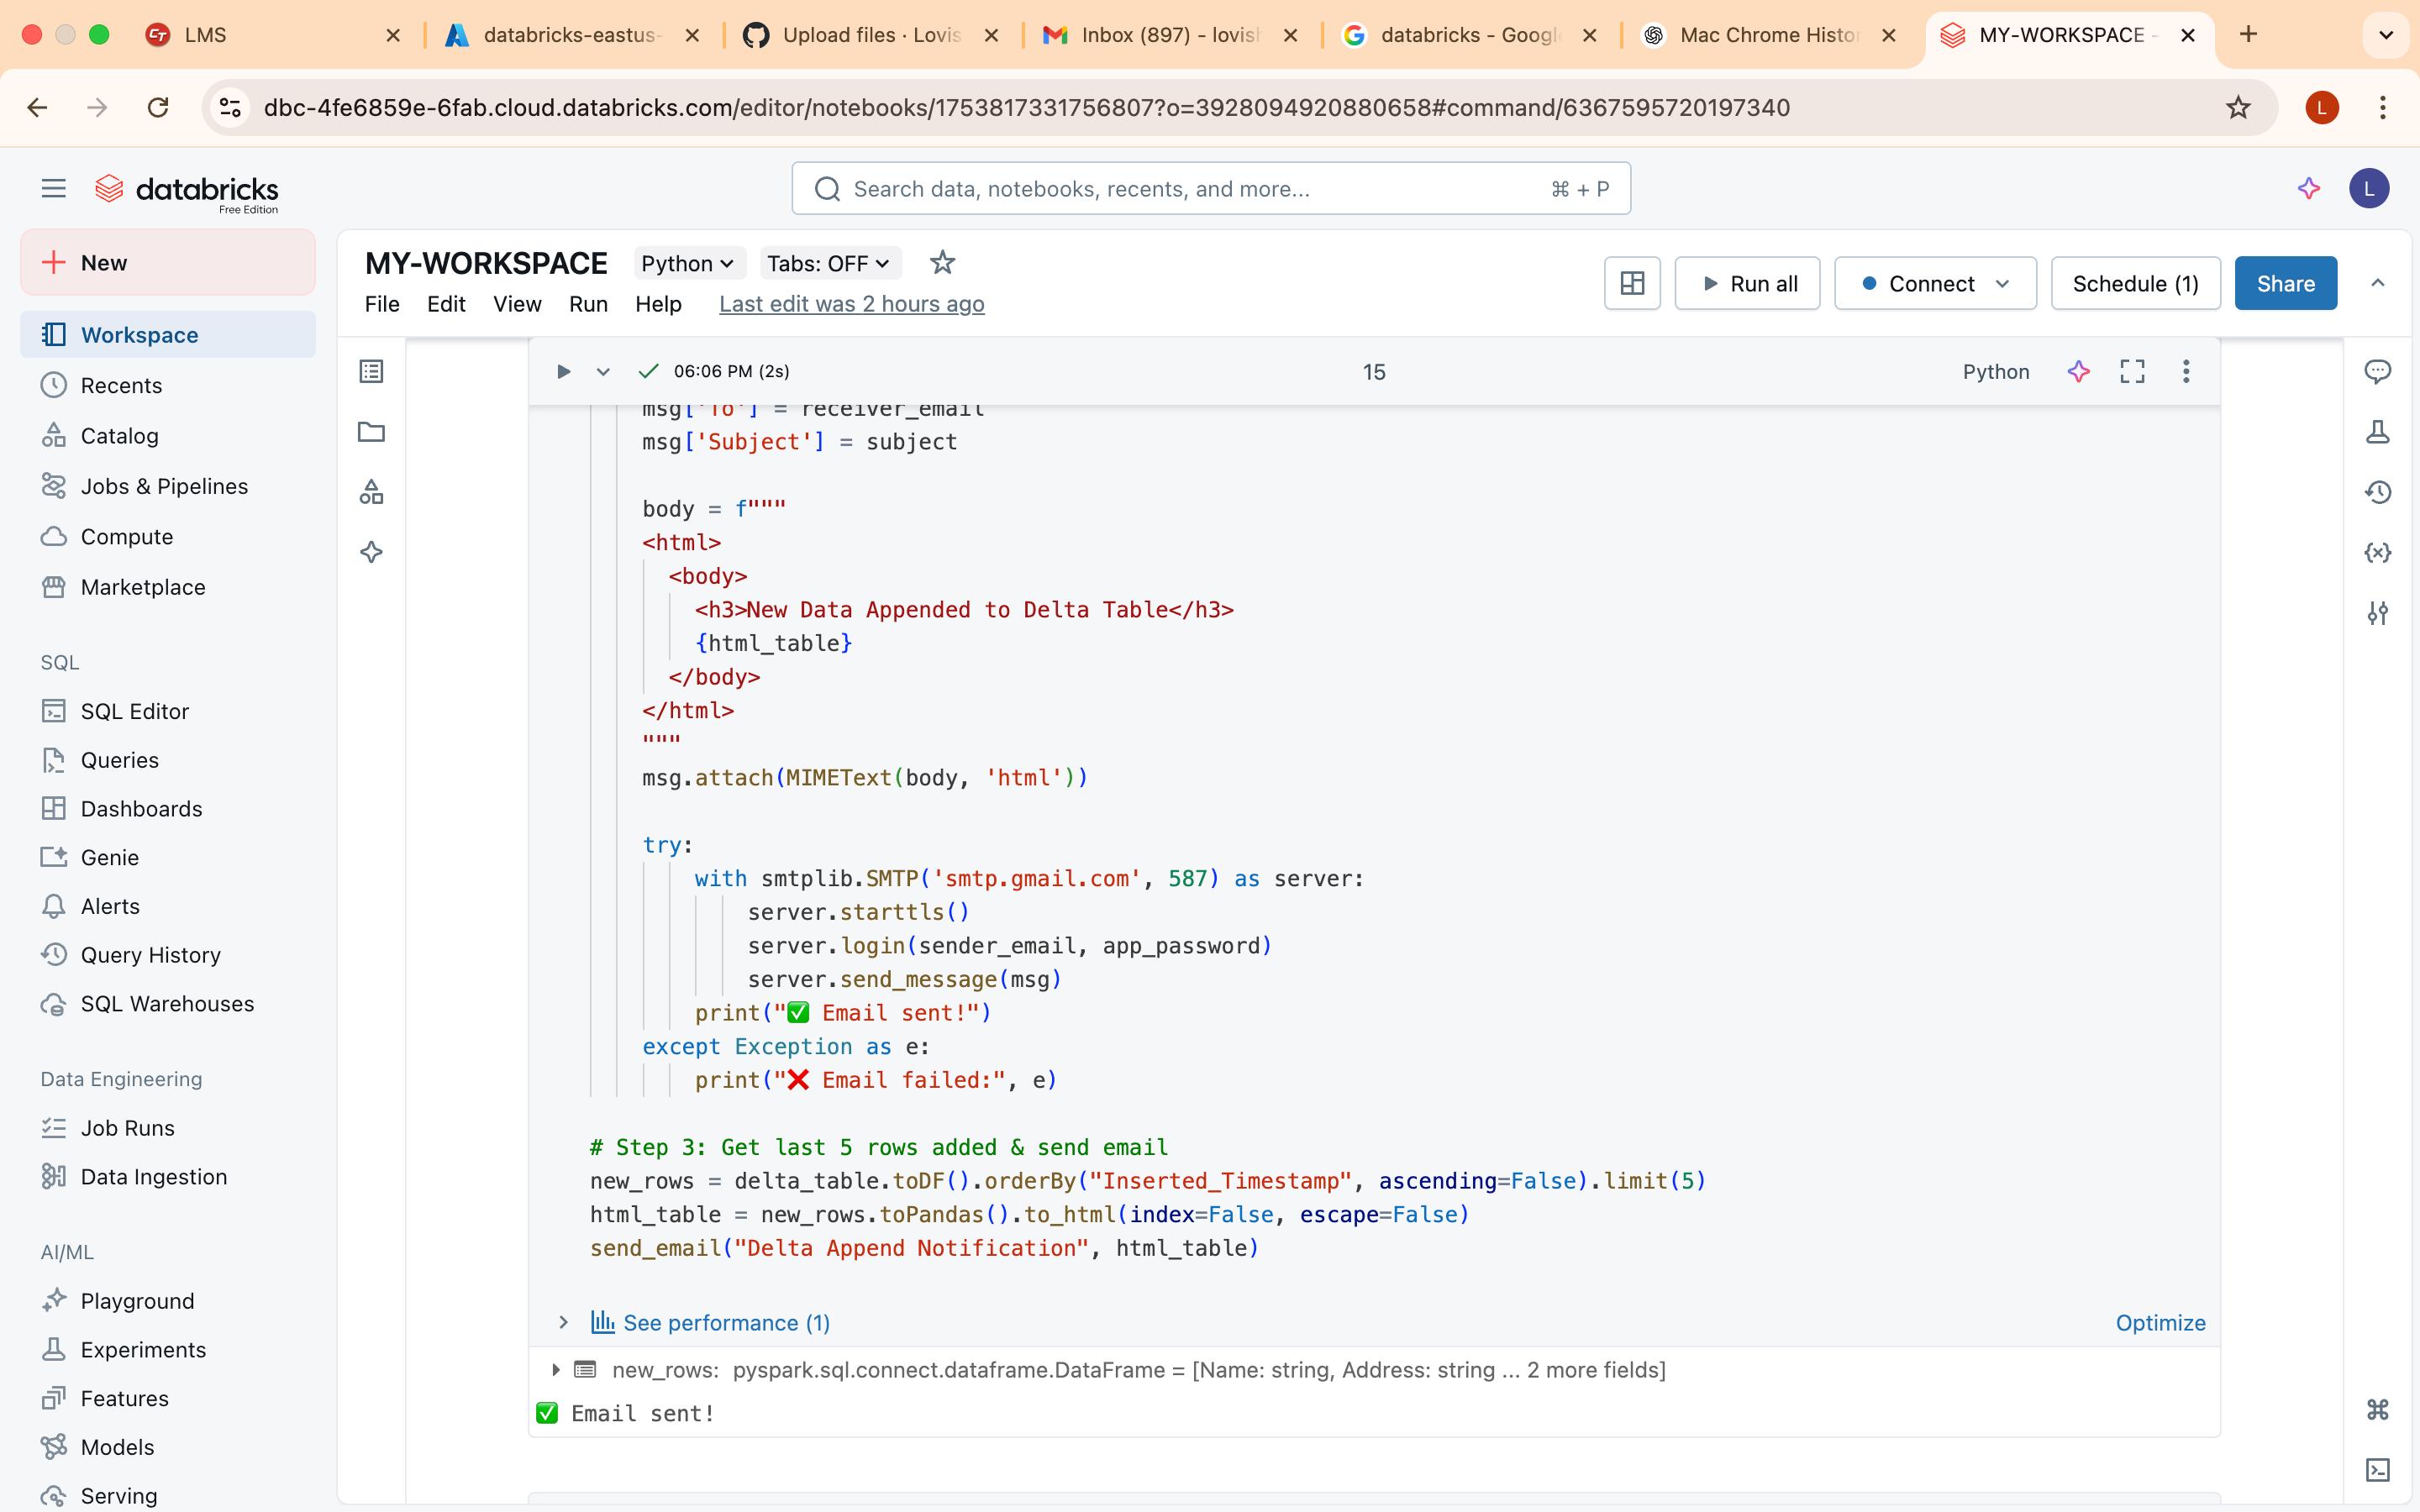 LMS
databricks-eastus-
Upload files · Lovis
Inbox (897) - lovish
databricks - Googl
Mac Chrome Histor
MY-WORKSPACE -
dbc-4fe6859e-6fab.cloud.databricks.com/editor/notebooks/1753817331756807?o=3928094920880658#command/6367595720197340
L
databricks
Free Edition
Search data, notebooks, recents, and more...
⌘ + P
L
New
Workspace
Recents
Catalog
Jobs & Pipelines
Compute
Marketplace
SQL
SQL Editor
Queries
Dashboards
Genie
Alerts
Query History
SQL Warehouses
Data Engineering
Job Runs
Data Ingestion
AI/ML
Playground
Experiments
Features
Models
Serving
MY-WORKSPACE
Python
Tabs: OFF
File Edit View Run Help Last edit was 2 hours ago
Run all
Connect
Schedule (1)
Share
06:06 PM (2s)
15
Python
msg['To'] = receiver_email
msg['Subject'] = subject
body = f"""
<html>
<body>
<h3>New Data Appended to Delta Table</h3>
{html_table}
</body>
</html>
"""
msg.attach(MIMEText(body, 'html'))
try:
with smtplib.SMTP('smtp.gmail.com', 587) as server:
server.starttls()
server.login(sender_email, app_password)
server.send_message(msg)
print("✅ Email sent!")
except Exception as e:
print("❌ Email failed:", e)
# Step 3: Get last 5 rows added & send email
new_rows = delta_table.toDF().orderBy("Inserted_Timestamp", ascending=False).limit(5)
html_table = new_rows.toPandas().to_html(index=False, escape=False)
send_email("Delta Append Notification", html_table)
See performance (1)
Optimize
new_rows: pyspark.sql.connect.dataframe.DataFrame = [Name: string, Address: string ... 2 more fields]
✅ Email sent!